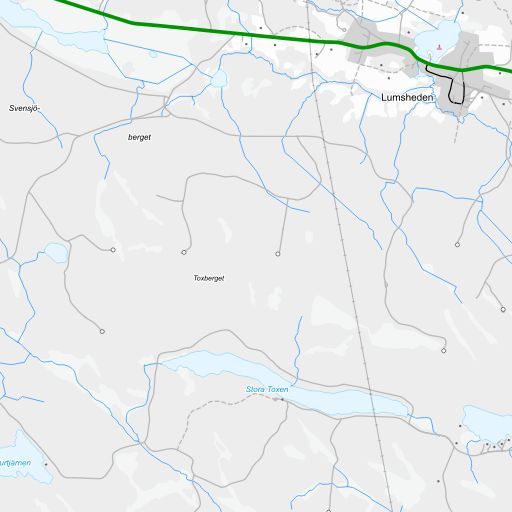 Lumsheden
Svensjö-
berget
Toxberget
Stora Toxen
urtjärnen